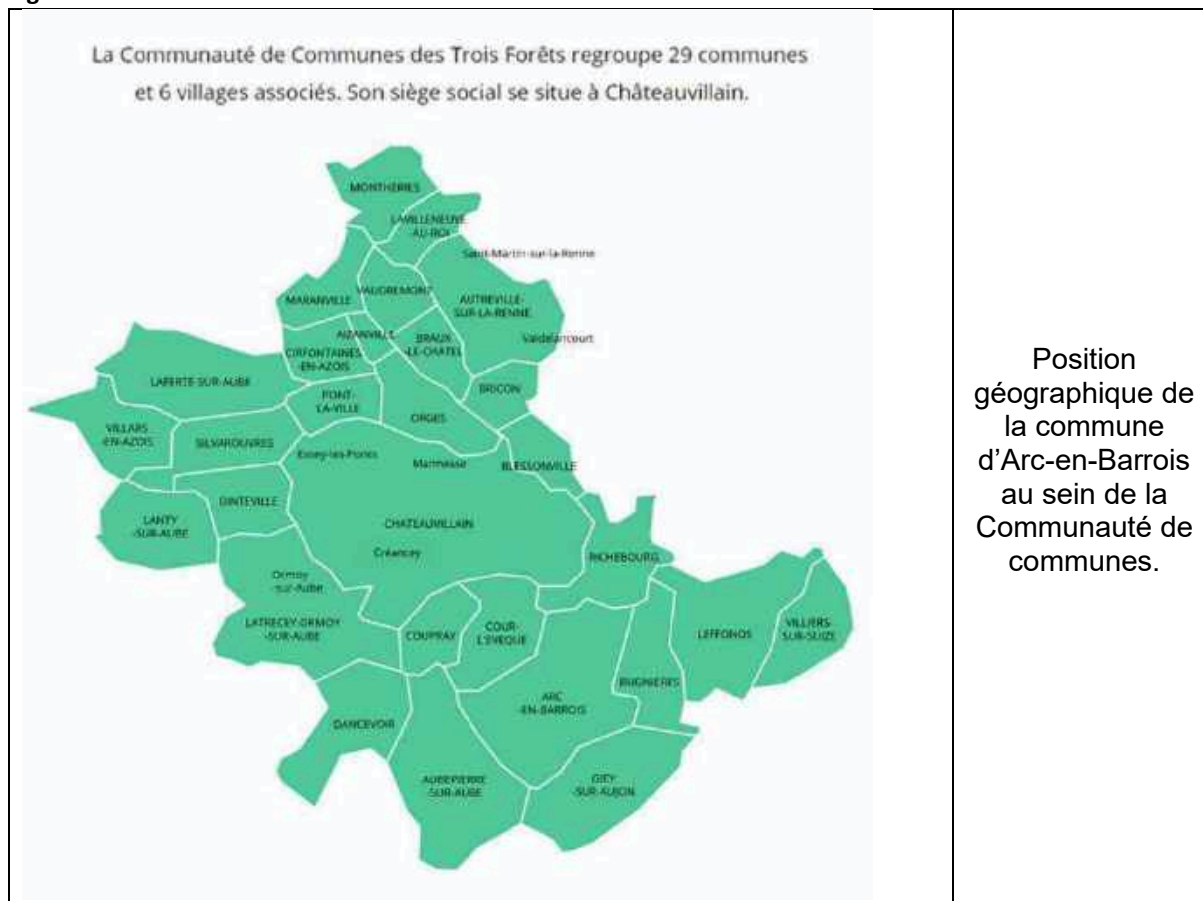 La Communauté de Communes des Trois Forêts regroupe 29 communes
et 6 villages associés. Son siège social se situe à Châteauvillain.
MONTHERIES
LAVILLENEUVE
-AU-ROI
Saint-Martin-sur-la-Renne
MARANVILLE
VAUDREMONT
AUTREVILLE-
SUR-LA-RENNE
AIZANVILLE
BRAUX
-LE-CHATEL
Valdelancourt
CIRFONTAINES
-EN-AZOIS
LAFERTE-SUR-AUBE
PONT-
LA-VILLE
BRICON
ORGES
VILLARS
-EN-AZOIS
SILVAROUVRES
Essey-les-Ponts
Marmesse
BLESSONVILLE
DINTEVILLE
LANTY
-SUR-AUBE
CHATEAUVILLAIN
Créancey
RICHEBOURG
Ormoy
-sur-Aube
LATRECEY-ORMOY
-SUR-AUBE
COUPRAY
COUR-
L'EVEQUE
LEFFONDS
VILLIERS
-SUR-SUIZE
BUGNIERES
ARC
-EN-BARROIS
DANCEVOIR
AUBEPIERRE
-SUR-AUBE
GIEY
-SUR-AUJON
Position
géographique de
la commune
d'Arc-en-Barrois
au sein de la
Communauté de
communes.